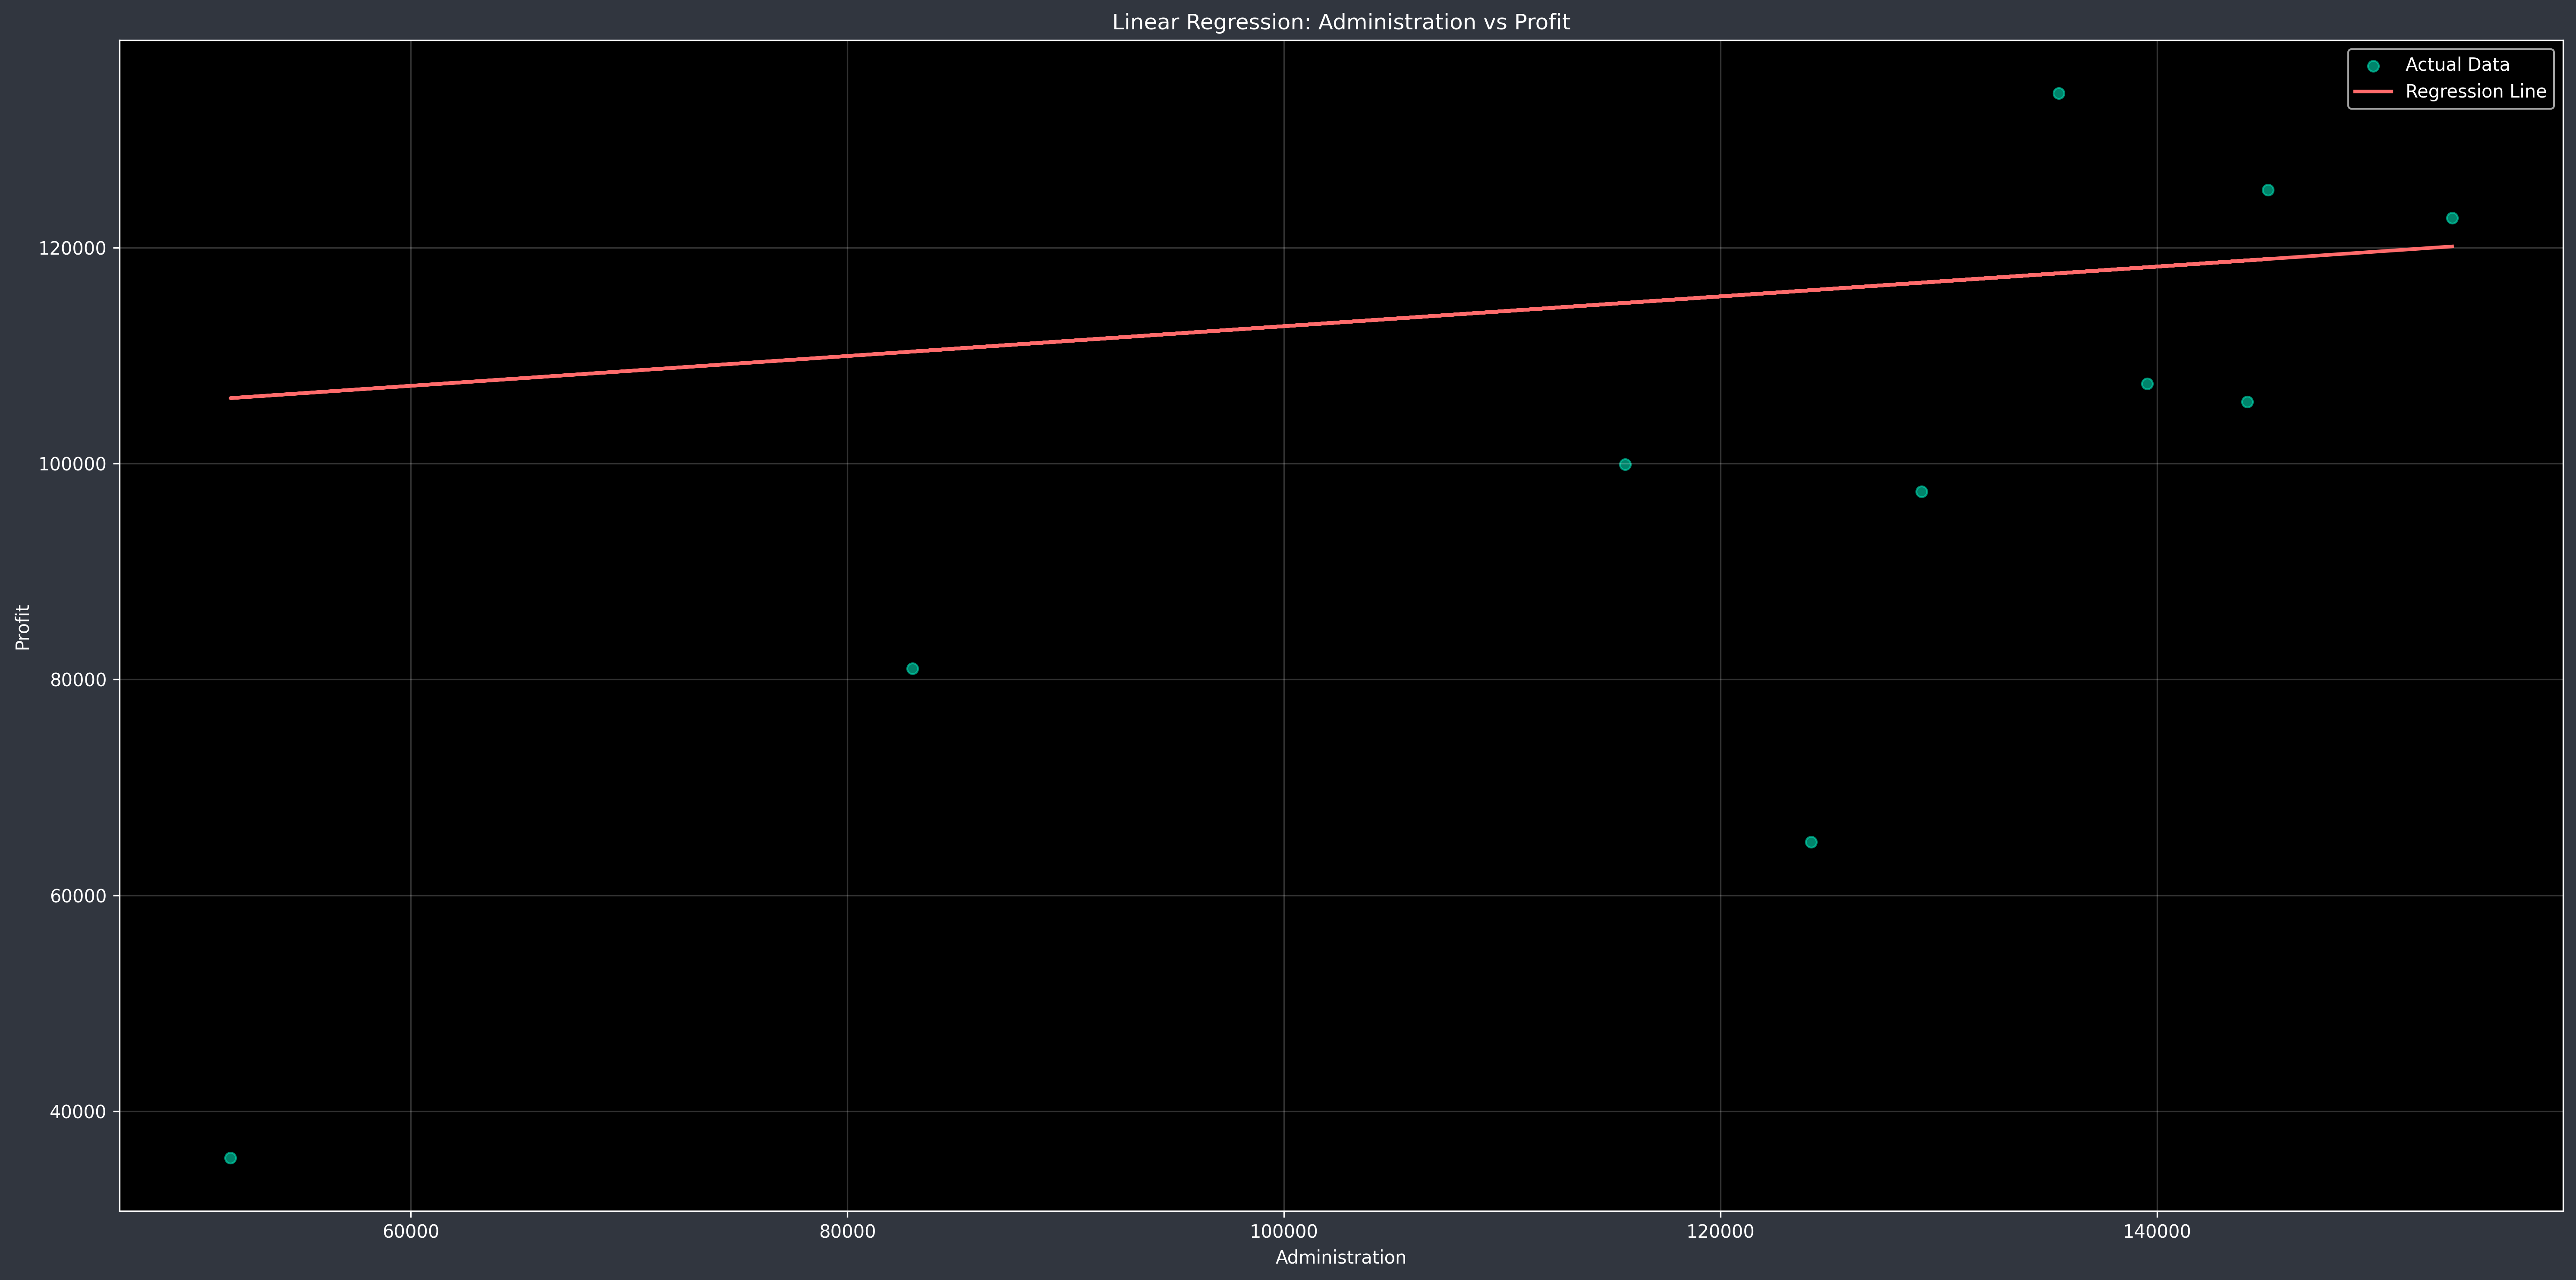 Linear Regression: Administration vs Profit
Actual Data
Regression Line
120000
100000
80000
60000
40000
Profit
60000
80000
100000
120000
140000
Administration